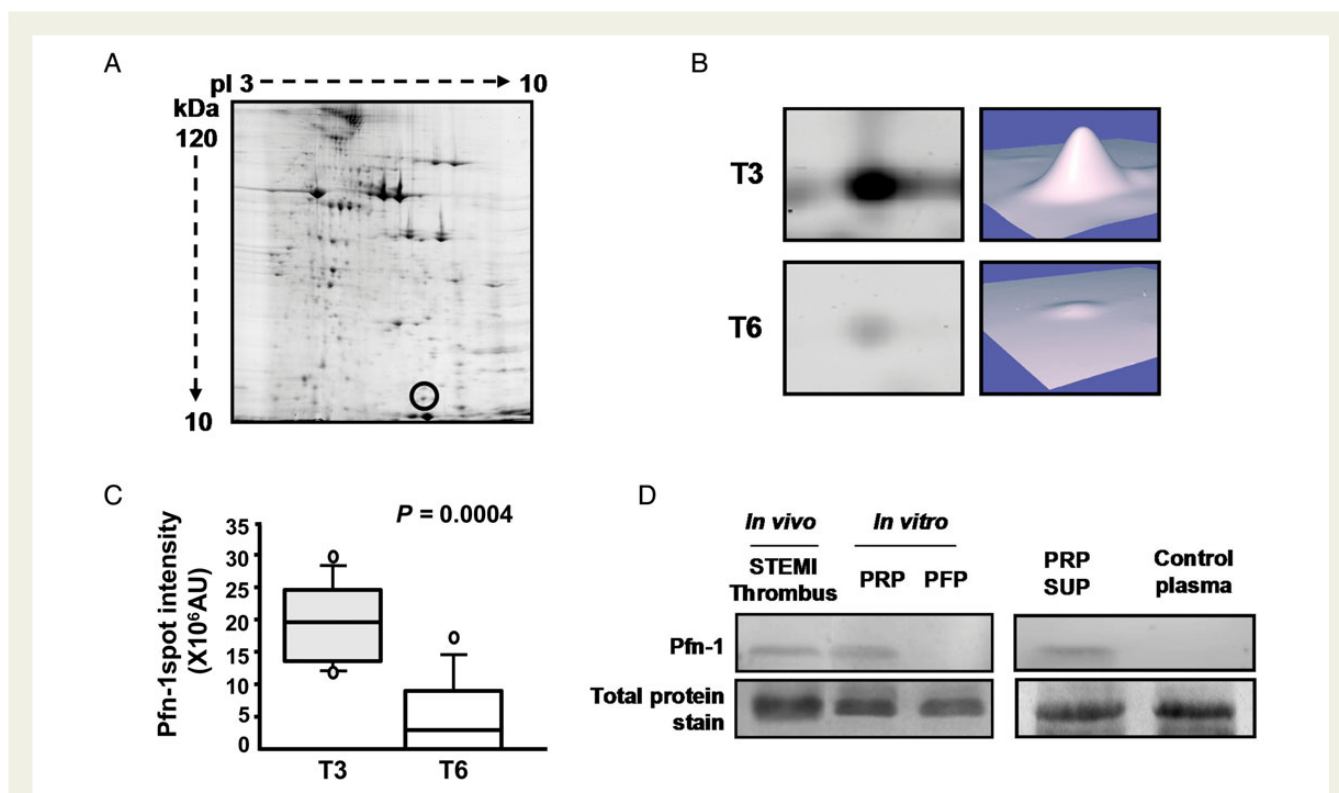 A
pI 3 10
kDa
120
10
B
T3
T6
C
P = 0.0004
Pfn-1spot intensity
(X10⁶AU)
35
30
25
20
15
10
5
0
T3 T6
D
In vivo In vitro
STEMI
Thrombus PRP PFP
PRP
SUP
Control
plasma
Pfn-1
Total protein
stain